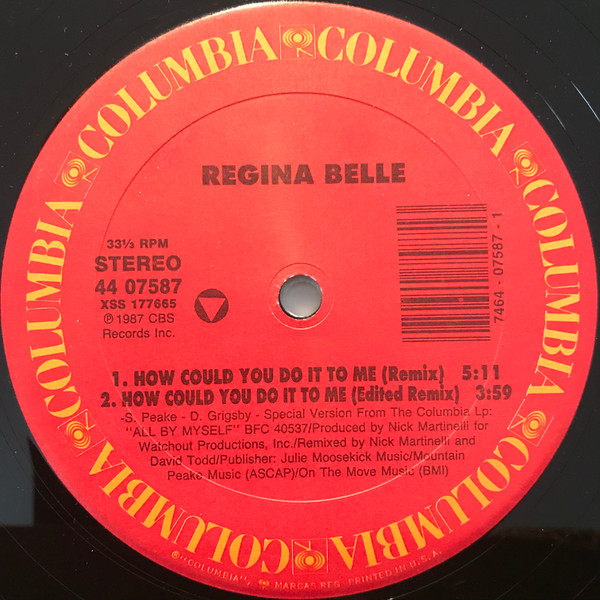 COLUMBIA COLUMBIA COLUMBIA COLUMBIA COLUMBIA COLUMBIA COLUMBIA
REGINA BELLE
33⅓ RPM
STEREO
44 07587
XSS 177665
℗ 1987 CBS
Records Inc.
7464 - 07587 - 1
1. HOW COULD YOU DO IT TO ME (Remix) 5:11
2. HOW COULD YOU DO IT TO ME (Edited Remix) 3:59
-S. Peake - D. Grigsby - Special Version From The Columbia Lp:
"ALL BY MYSELF" BFC 40537/Produced by Nick Martinelli for
Watchout Productions, Inc./Remixed by Nick Martinelli and
David Todd/Publisher: Julie Moosekick Music/Mountain
Peake Music (ASCAP)/On The Move Music (BMI)
®"COLUMBIA", MARCAS REG. PRINTED IN U.S.A.